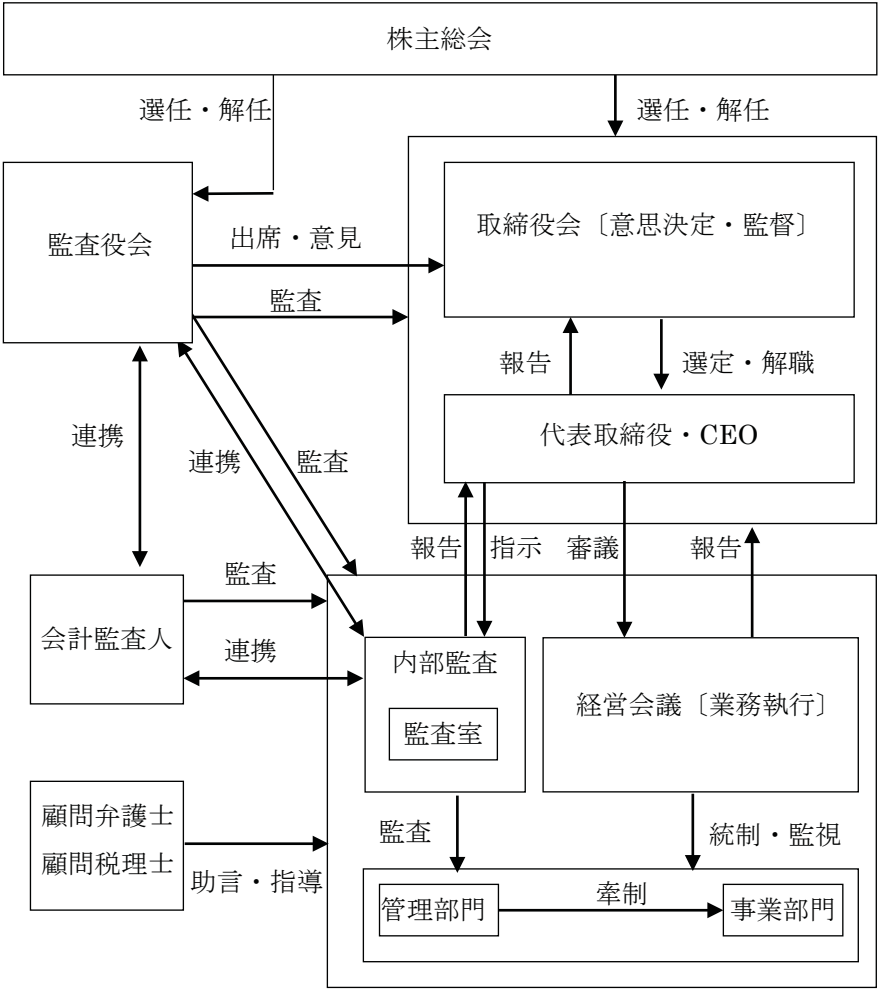 株主総会
選任・解任
選任・解任
監査役会
出席・意見
取締役会〔意思決定・監督〕
監査
報告
選定・解職
代表取締役・CEO
連携
連携
監査
報告
指示
審議
報告
会計監査人
監査
連携
内部監査
監査室
経営会議〔業務執行〕
顧問弁護士
顧問税理士
助言・指導
監査
統制・監視
管理部門
牽制
事業部門